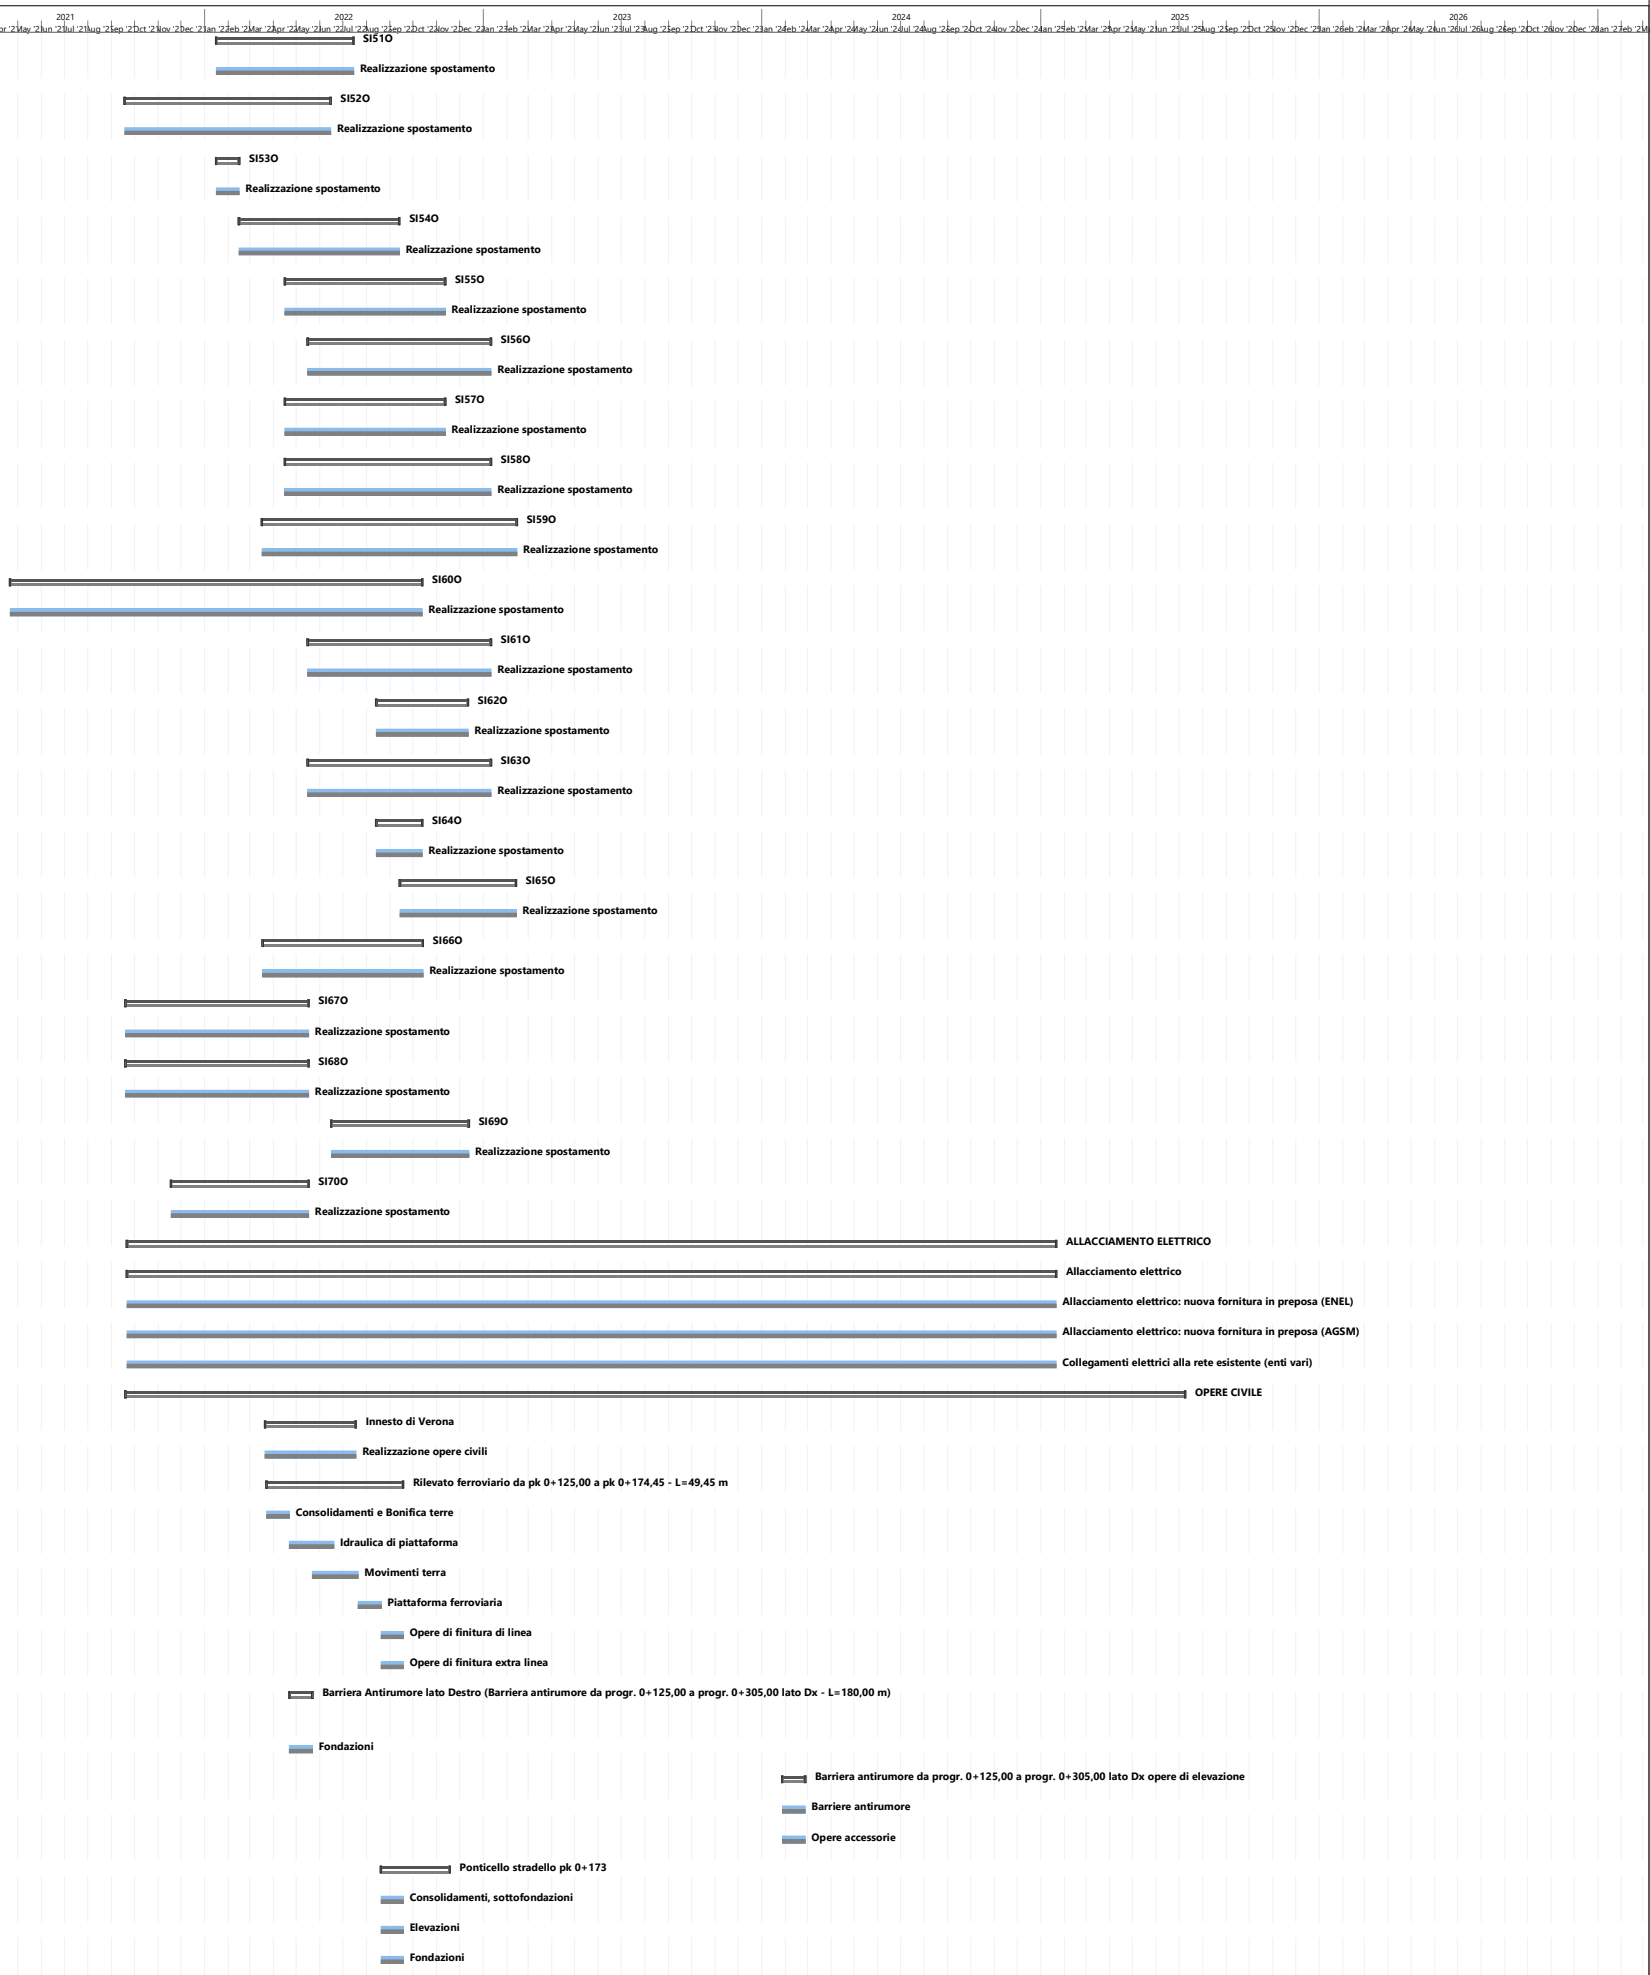 2021 2022 2023 2024 2025 2026
SI51O
Realizzazione spostamento
SI52O
Realizzazione spostamento
SI53O
Realizzazione spostamento
SI54O
Realizzazione spostamento
SI55O
Realizzazione spostamento
SI56O
Realizzazione spostamento
SI57O
Realizzazione spostamento
SI58O
Realizzazione spostamento
SI59O
Realizzazione spostamento
SI60O
Realizzazione spostamento
SI61O
Realizzazione spostamento
SI62O
Realizzazione spostamento
SI63O
Realizzazione spostamento
SI64O
Realizzazione spostamento
SI65O
Realizzazione spostamento
SI66O
Realizzazione spostamento
SI67O
Realizzazione spostamento
SI68O
Realizzazione spostamento
SI69O
Realizzazione spostamento
SI70O
Realizzazione spostamento
ALLACCIAMENTO ELETTRICO
Allacciamento elettrico
Allacciamento elettrico: nuova fornitura in preposa (ENEL)
Allacciamento elettrico: nuova fornitura in preposa (AGSM)
Collegamenti elettrici alla rete esistente (enti vari)
OPERE CIVILE
Innesto di Verona
Realizzazione opere civili
Rilevato ferroviario da pk 0+125,00 a pk 0+174,45 - L=49,45 m
Consolidamenti e Bonifica terre
Idraulica di piattaforma
Movimenti terra
Piattaforma ferroviaria
Opere di finitura di linea
Opere di finitura extra linea
Barriera Antirumore lato Destro (Barriera antirumore da progr. 0+125,00 a progr. 0+305,00 lato Dx - L=180,00 m)
Fondazioni
Barriera antirumore da progr. 0+125,00 a progr. 0+305,00 lato Dx opere di elevazione
Barriere antirumore
Opere accessorie
Ponticello stradello pk 0+173
Consolidamenti, sottofondazioni
Elevazioni
Fondazioni